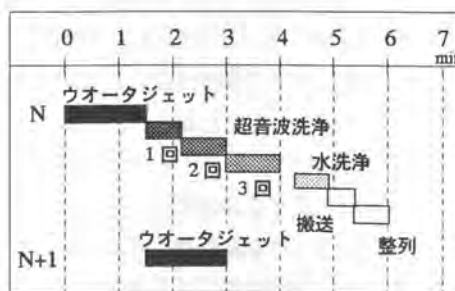 0 1 2 3 4 5 6 7
min
ウオータジェット
N
超音波洗浄
1回
2回
水洗浄
3回
搬送
ウオータジェット
整列
N+1